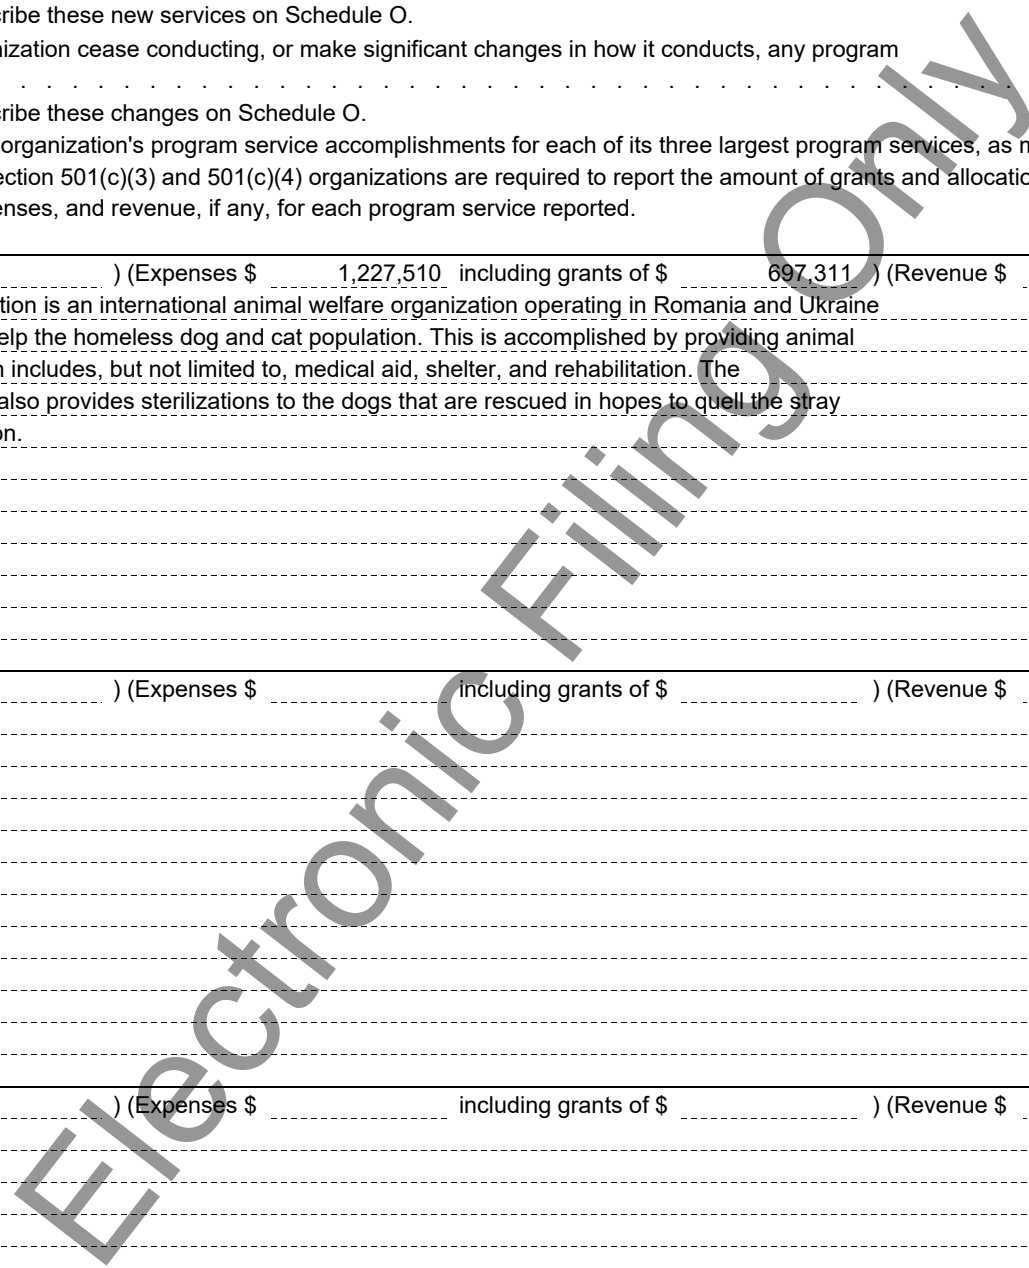 ribe these new services on Schedule O.
nization cease conducting, or make significant changes in how it conducts, any program
. . . . . . . . . . . . . . . . . . . . . . . . . . . . . . . . . . . . . . .
ribe these changes on Schedule O.
organization's program service accomplishments for each of its three largest program services, as m
ection 501(c)(3) and 501(c)(4) organizations are required to report the amount of grants and allocatio
enses, and revenue, if any, for each program service reported.
) (Expenses $ 1,227,510 including grants of $ 697,311 ) (Revenue $
tion is an international animal welfare organization operating in Romania and Ukraine
elp the homeless dog and cat population. This is accomplished by providing animal
n includes, but not limited to, medical aid, shelter, and rehabilitation. The
also provides sterilizations to the dogs that are rescued in hopes to quell the stray
on.
) (Expenses $ including grants of $ ) (Revenue $
) (Expenses $ including grants of $ ) (Revenue $
Electronic Filing Only